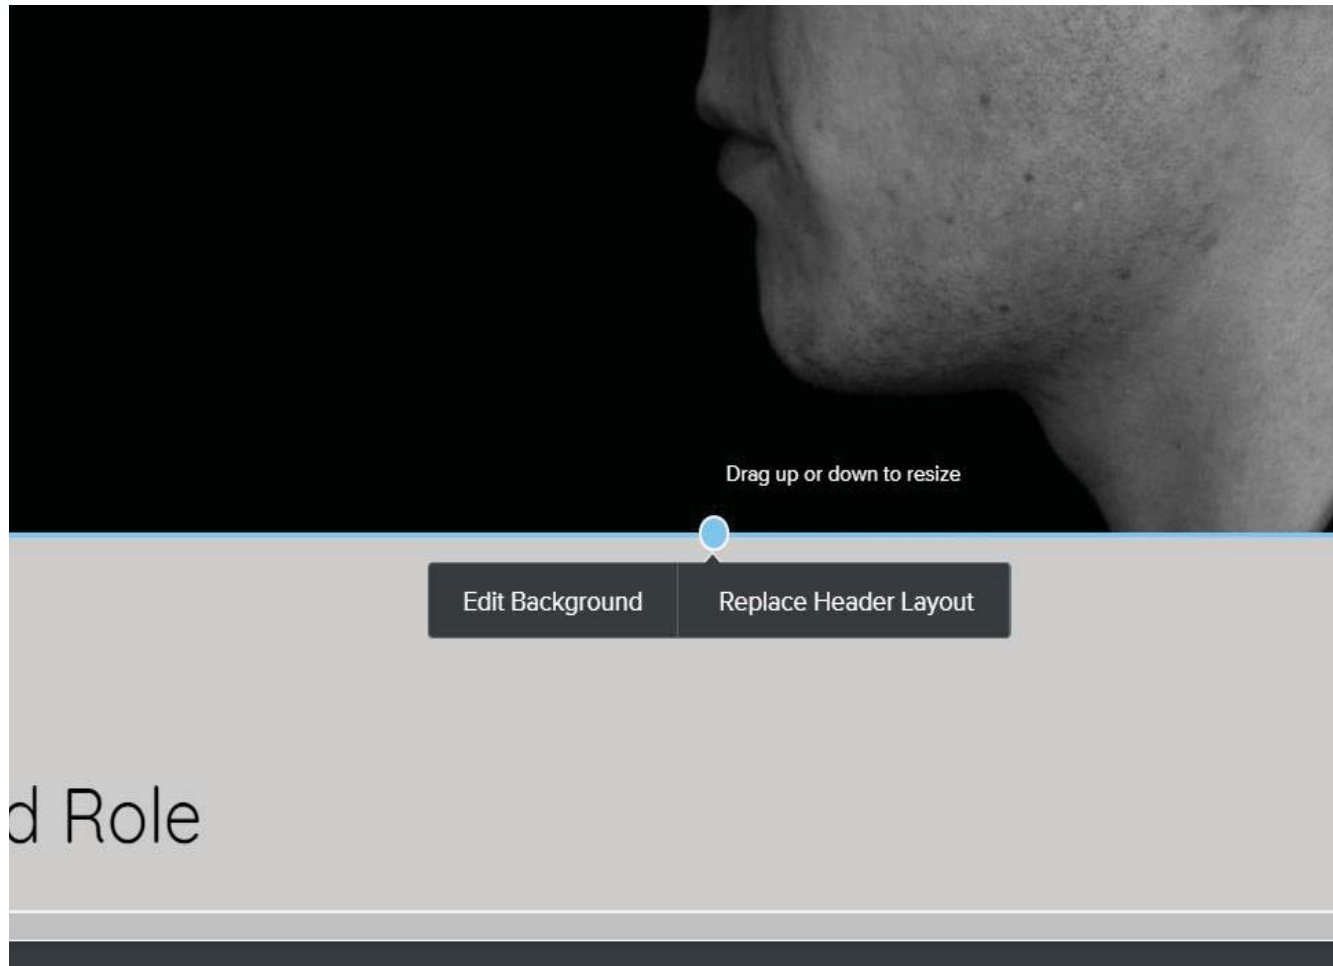 Drag up or down to resize
Edit Background
Replace Header Layout
d Role